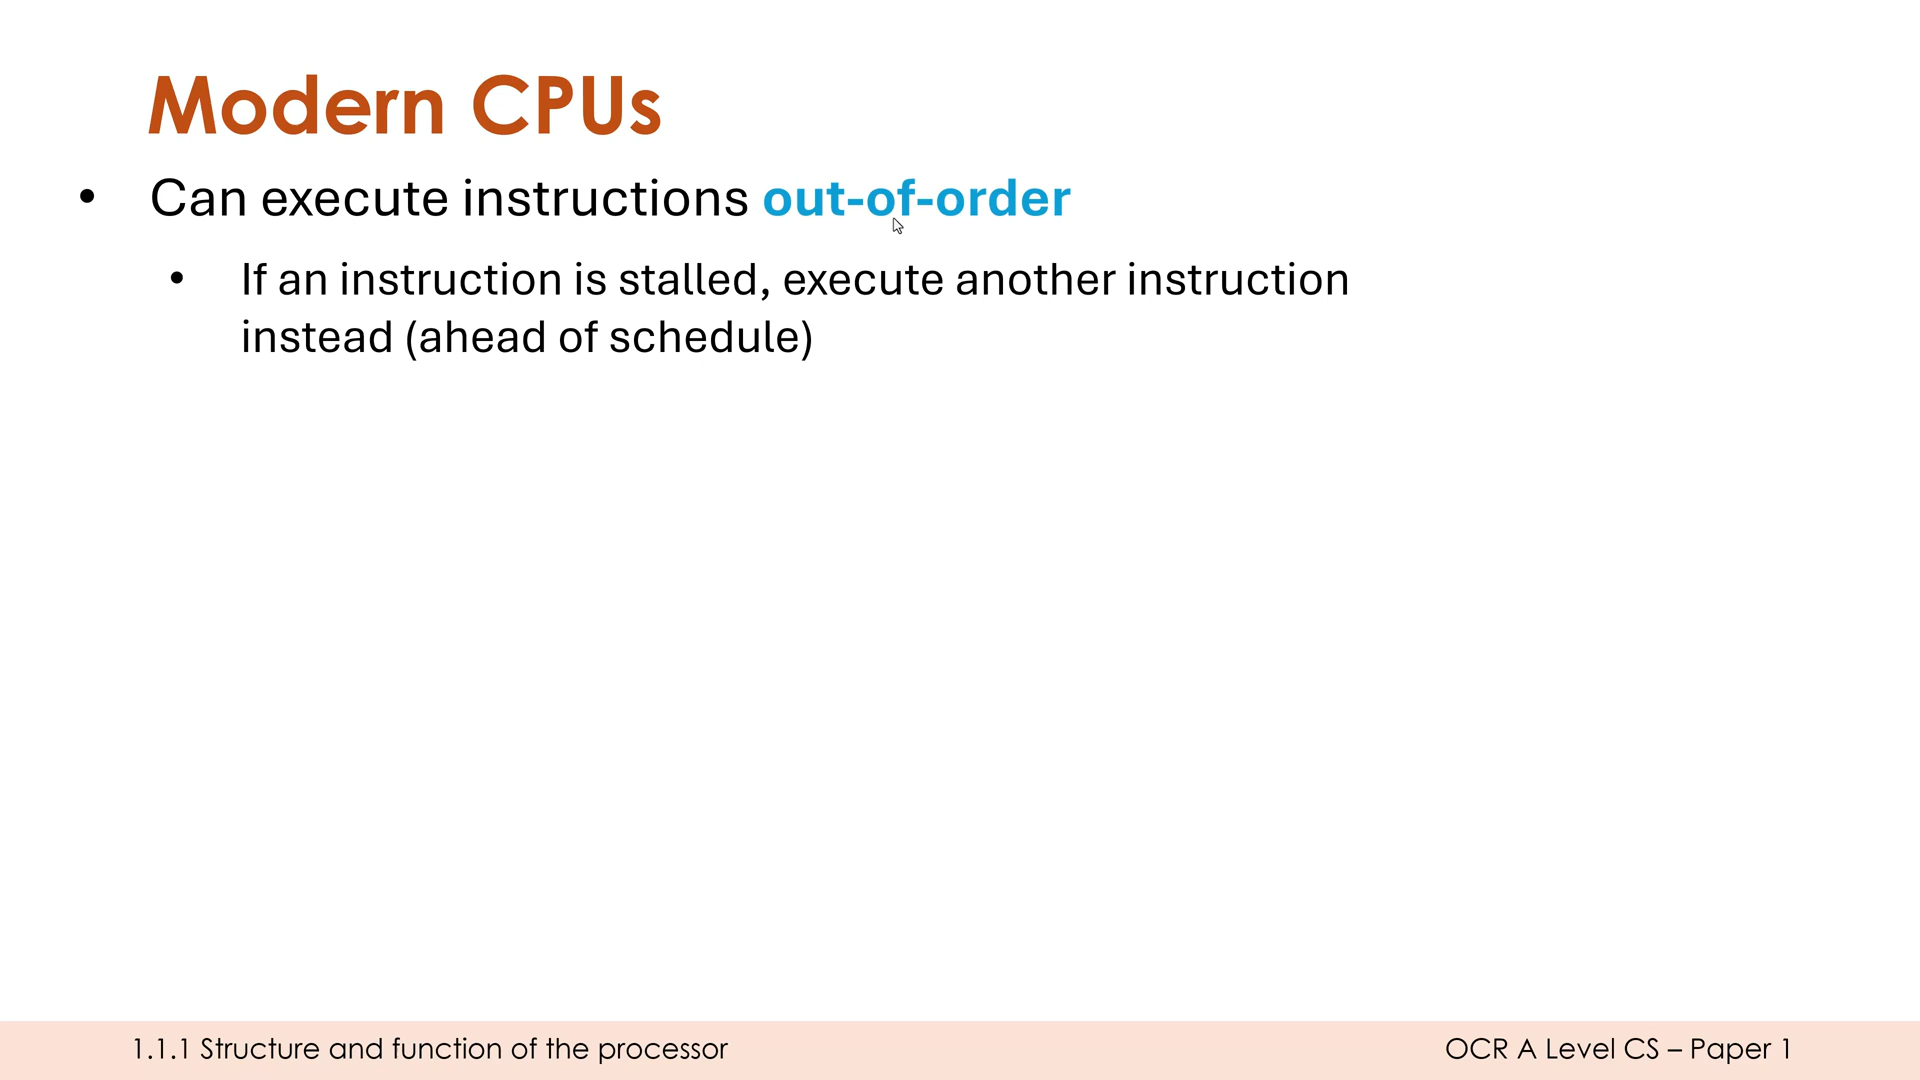 Modern CPUs
• Can execute instructions out-of-order
• If an instruction is stalled, execute another instruction
instead (ahead of schedule)
1.1.1 Structure and function of the processor
OCR A Level CS – Paper 1